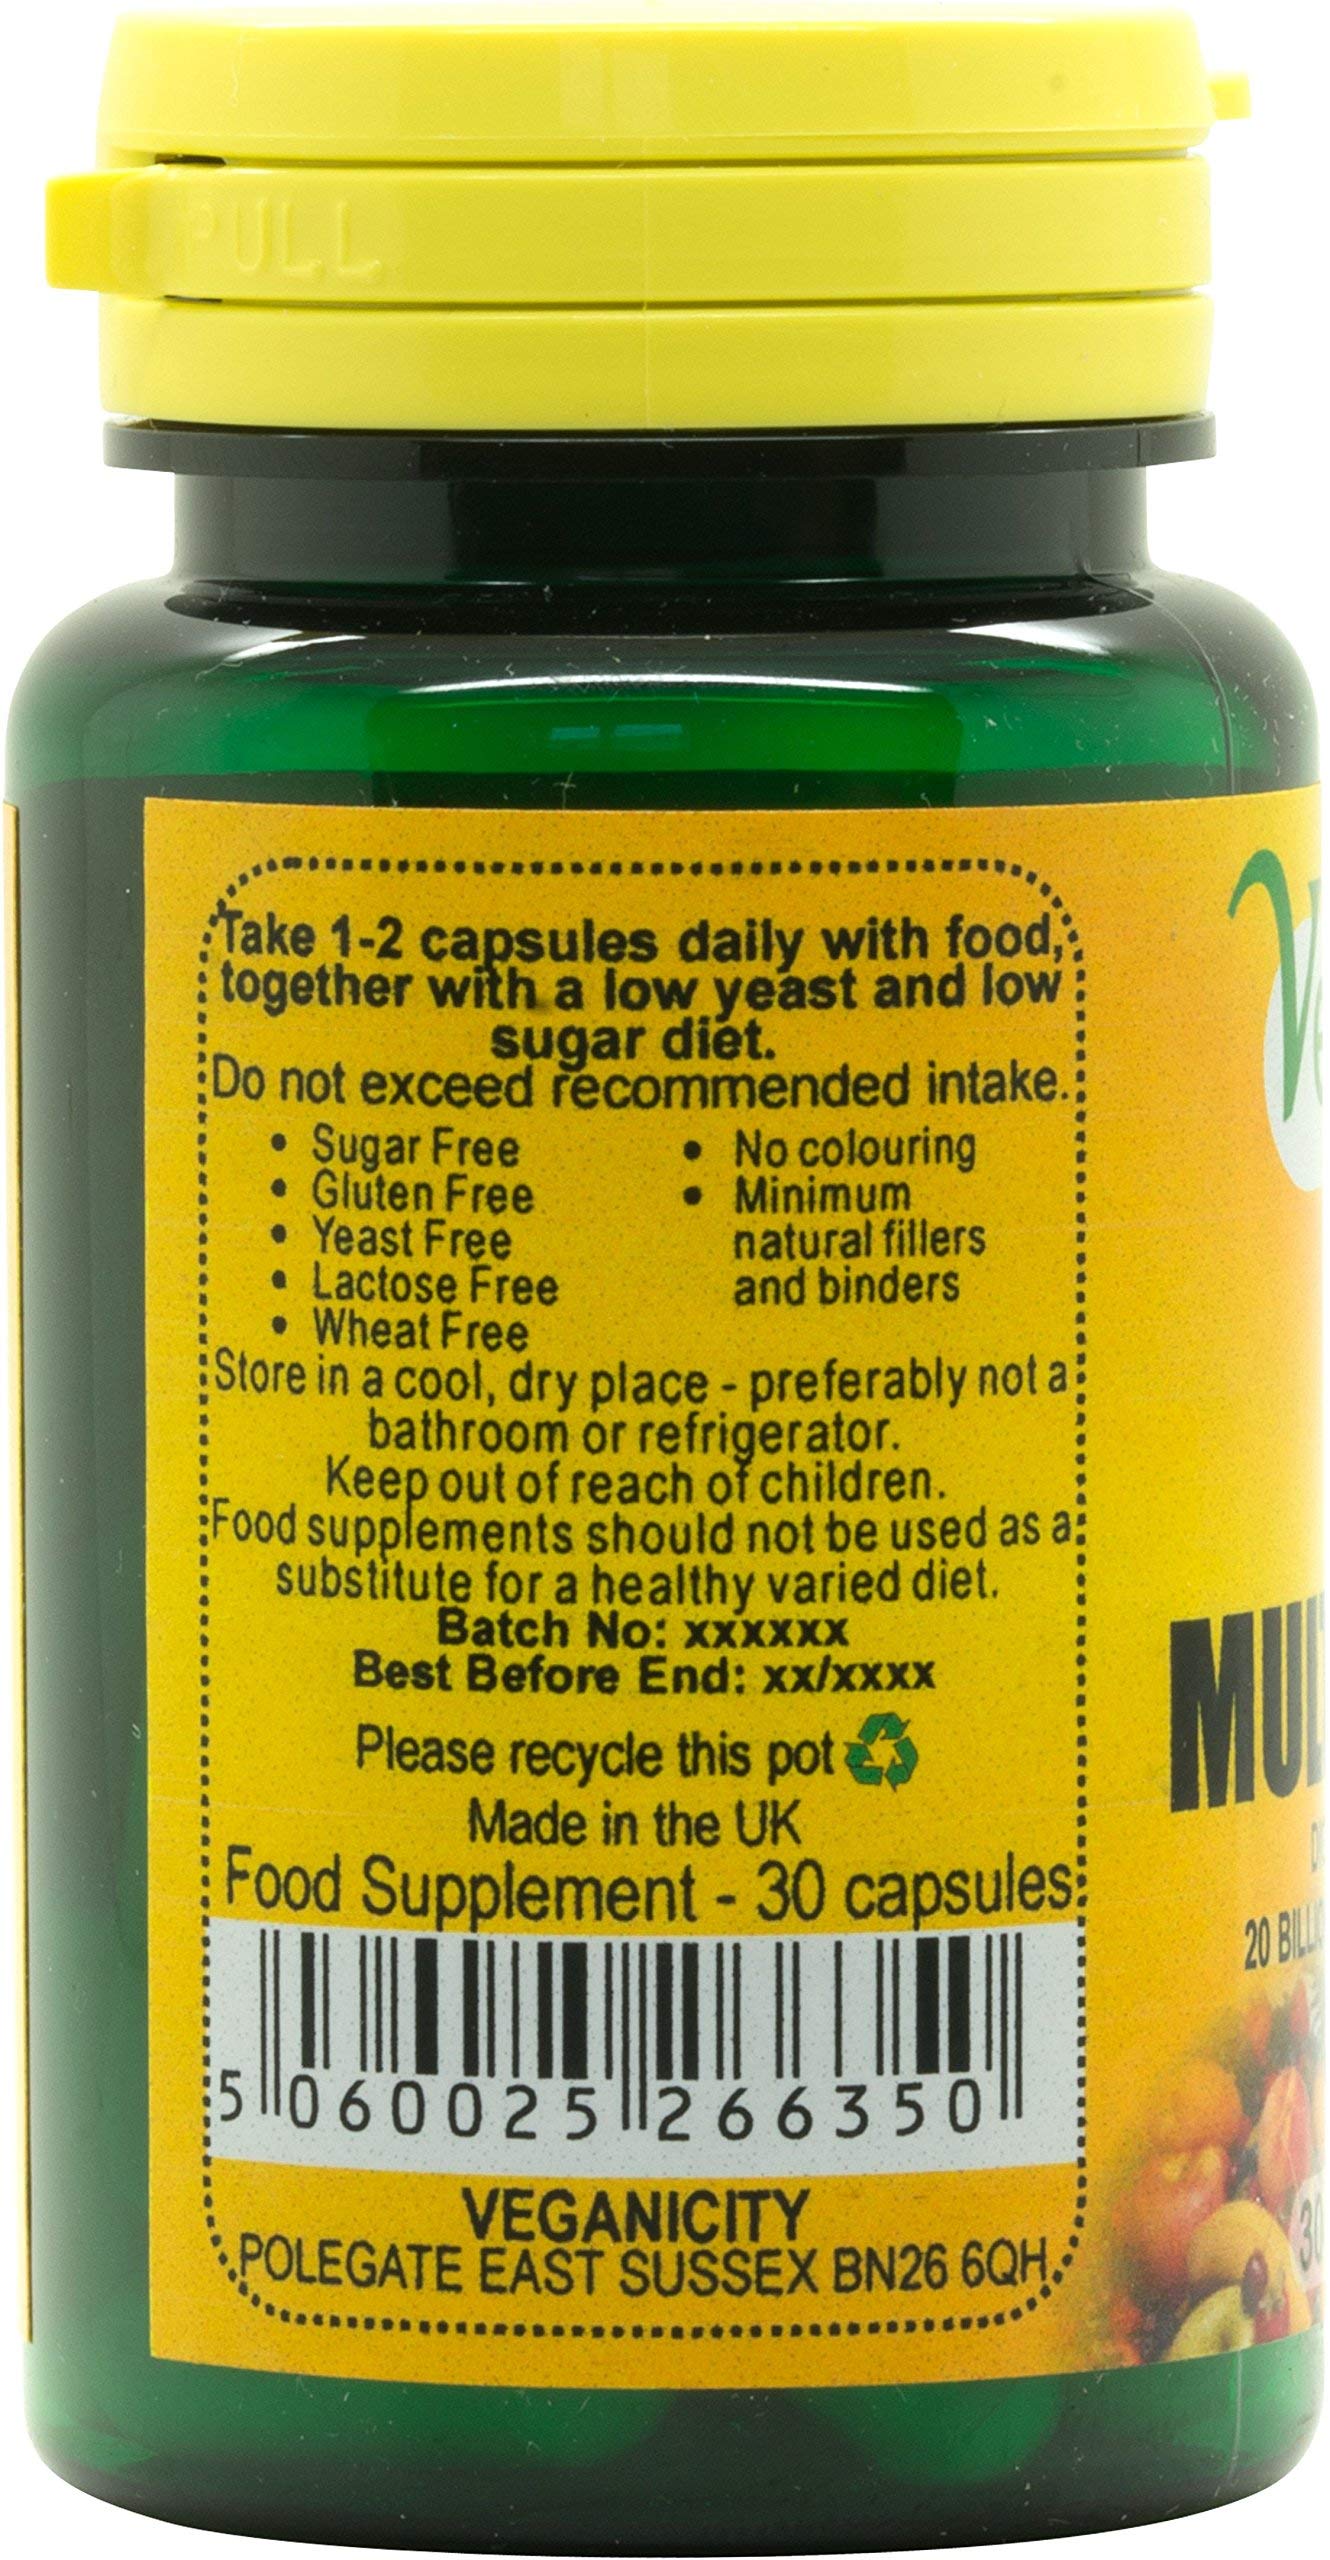 PULL
Take 1-2 capsules daily with food,
together with a low yeast and low
sugar diet.
Do not exceed recommended intake.
• Sugar Free
• Gluten Free
• Yeast Free
• Lactose Free
• Wheat Free
• No colouring
• Minimum
natural fillers
and binders
Store in a cool, dry place - preferably not a
bathroom or refrigerator.
Keep out of reach of children.
Food supplements should not be used as a
substitute for a healthy varied diet.
Batch No: xxxxxx
Best Before End: xx/xxxx
Please recycle this pot
Made in the UK
Food Supplement - 30 capsules
5 060025 266350
VEGANICITY
POLEGATE EAST SUSSEX BN26 6QH
20
30